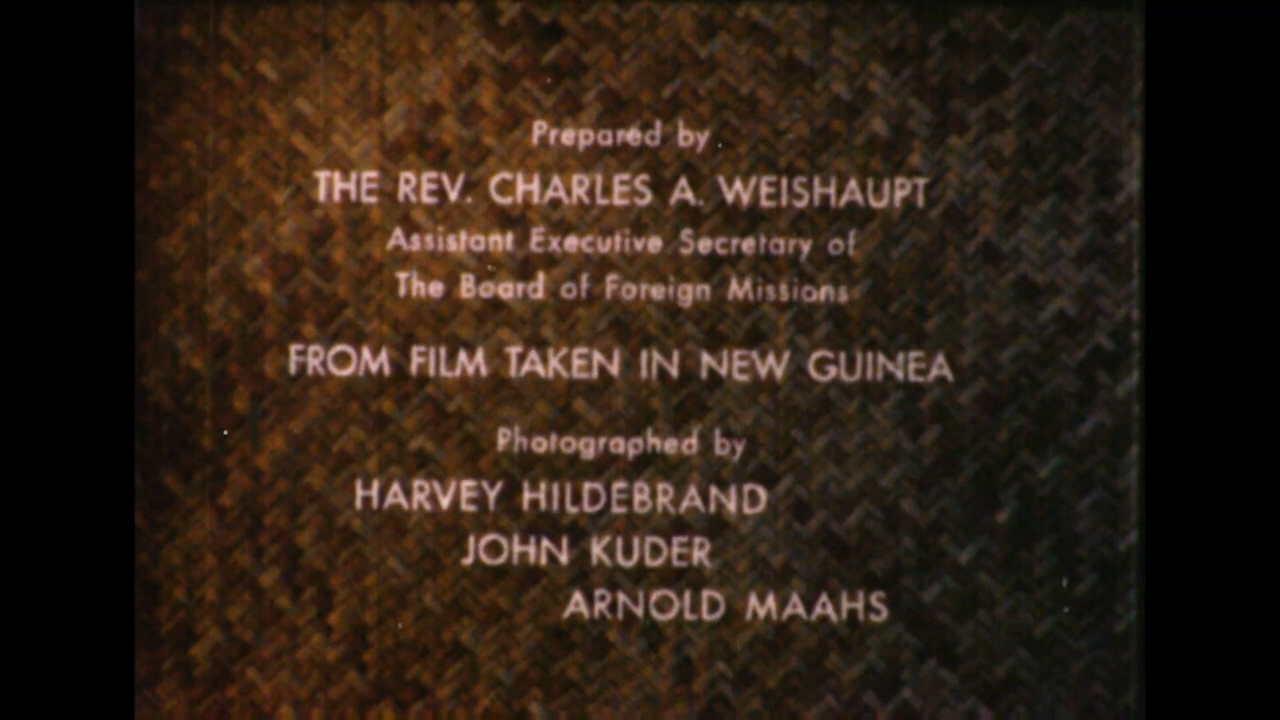 Prepared by
THE REV. CHARLES A. WEISHAUPT
Assistant Executive Secretary of
The Board of Foreign Missions
FROM FILM TAKEN IN NEW GUINEA
Photographed by
HARVEY HILDEBRAND
JOHN KUDER
ARNOLD MAAHS